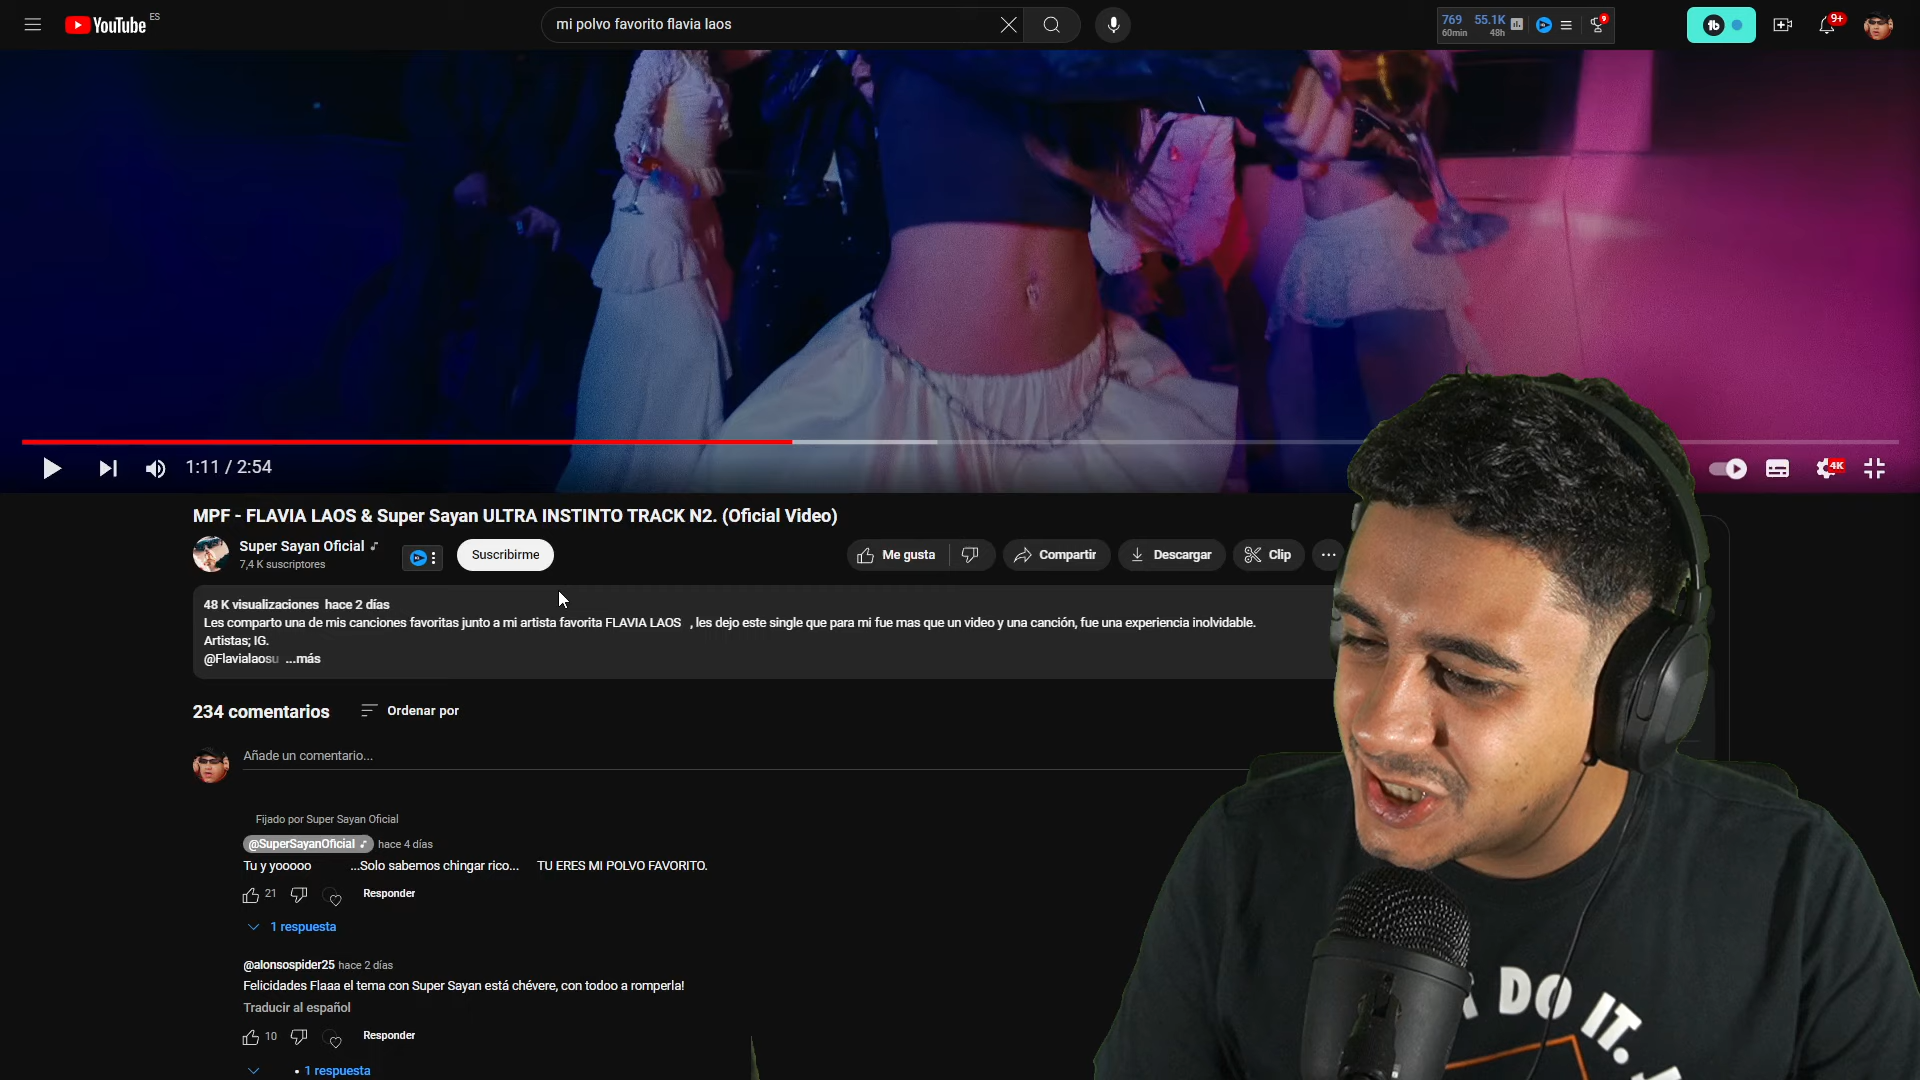 YouTube ES
mi polvo favorito flavia laos
769 55.1K
60min 48h
9
9+
1:11 / 2:54
4K
MPF - FLAVIA LAOS & Super Sayan ULTRA INSTINTO TRACK N2. (Oficial Video)
Super Sayan Oficial
7,4 K suscriptores
Suscribirme
Me gusta
Compartir
Descargar
Clip
48 K visualizaciones hace 2 días
Les comparto una de mis canciones favoritas junto a mi artista favorita FLAVIA LAOS , les dejo este single que para mi fue mas que un video y una canción, fue una experiencia inolvidable.
Artistas; IG.
@Flavialaosu ...más
234 comentarios
Ordenar por
Añade un comentario...
Fijado por Super Sayan Oficial
@SuperSayanOficial hace 4 días
Tu y yooooo ...Solo sabemos chingar rico... TU ERES MI POLVO FAVORITO.
21 Responder
1 respuesta
@alonsospider25 hace 2 días
Felicidades Flaaa el tema con Super Sayan está chévere, con todoo a romperla!
Traducir al español
10 Responder
• 1 respuesta
DO IT.